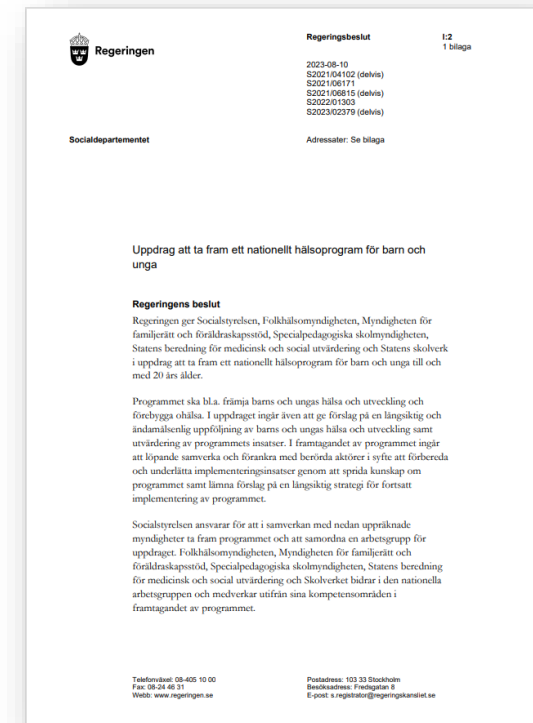 Regeringen
Regeringsbeslut
I:2
1 bilaga
2023-08-10
S2021/04102 (delvis)
S2021/06171
S2021/06815 (delvis)
S2022/01303
S2023/02379 (delvis)
Socialdepartementet
Adressater: Se bilaga
Uppdrag att ta fram ett nationellt hälsoprogram för barn och
unga
Regeringens beslut
Regeringen ger Socialstyrelsen, Folkhälsomyndigheten, Myndigheten för
familjerätt och föräldraskapsstöd, Specialpedagogiska skolmyndigheten,
Statens beredning för medicinsk och social utvärdering och Statens skolverk
i uppdrag att ta fram ett nationellt hälsoprogram för barn och unga till och
med 20 års ålder.
Programmet ska bl.a. främja barns och ungas hälsa och utveckling och
förebygga ohälsa. I uppdraget ingår även att ge förslag på en långsiktig och
ändamålsenlig uppföljning av barns och ungas hälsa och utveckling samt
utvärdering av programmets insatser. I framtagandet av programmet ingår
att löpande samverka och förankra med berörda aktörer i syfte att förbereda
och underlätta implementeringsinsatser genom att sprida kunskap om
programmet samt lämna förslag på en långsiktig strategi för fortsatt
implementering av programmet.
Socialstyrelsen ansvarar för att i samverkan med nedan uppräknade
myndigheter ta fram programmet och att samordna en arbetsgrupp för
uppdraget. Folkhälsomyndigheten, Myndigheten för familjerätt och
föräldraskapsstöd, Specialpedagogiska skolmyndigheten, Statens beredning
för medicinsk och social utvärdering och Skolverket bidrar i den nationella
arbetsgruppen och medverkar utifrån sina kompetensområden i
framtagandet av programmet.
Telefonväxel: 08-405 10 00
Fax: 08-24 46 31
Webb: www.regeringen.se
Postadress: 103 33 Stockholm
Besöksadress: Fredsgatan 8
E-post: s.registrator@regeringskansliet.se